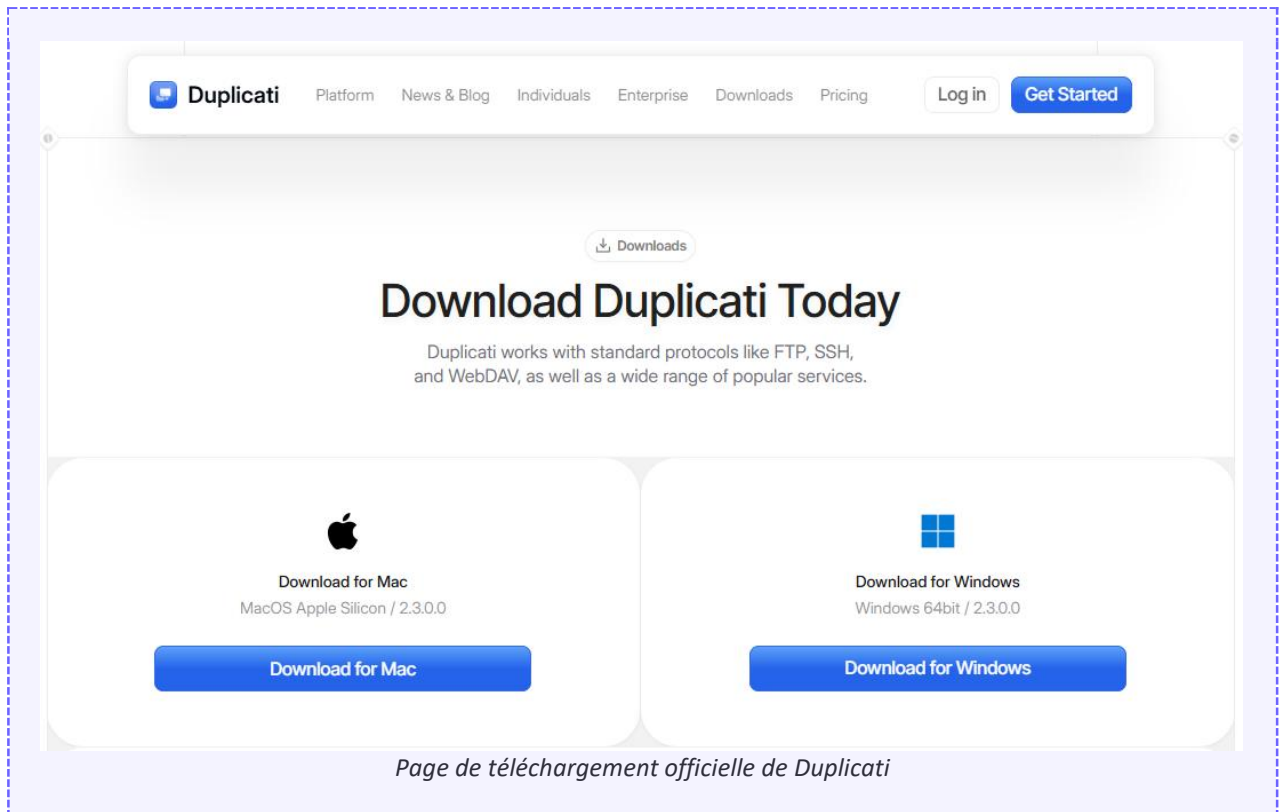 Duplicati Platform News & Blog Individuals Enterprise Downloads Pricing Log in Get Started
Downloads
Download Duplicati Today
Duplicati works with standard protocols like FTP, SSH,
and WebDAV, as well as a wide range of popular services.
Download for Mac
MacOS Apple Silicon / 2.3.0.0
Download for Mac
Download for Windows
Windows 64bit / 2.3.0.0
Download for Windows
Page de téléchargement officielle de Duplicati